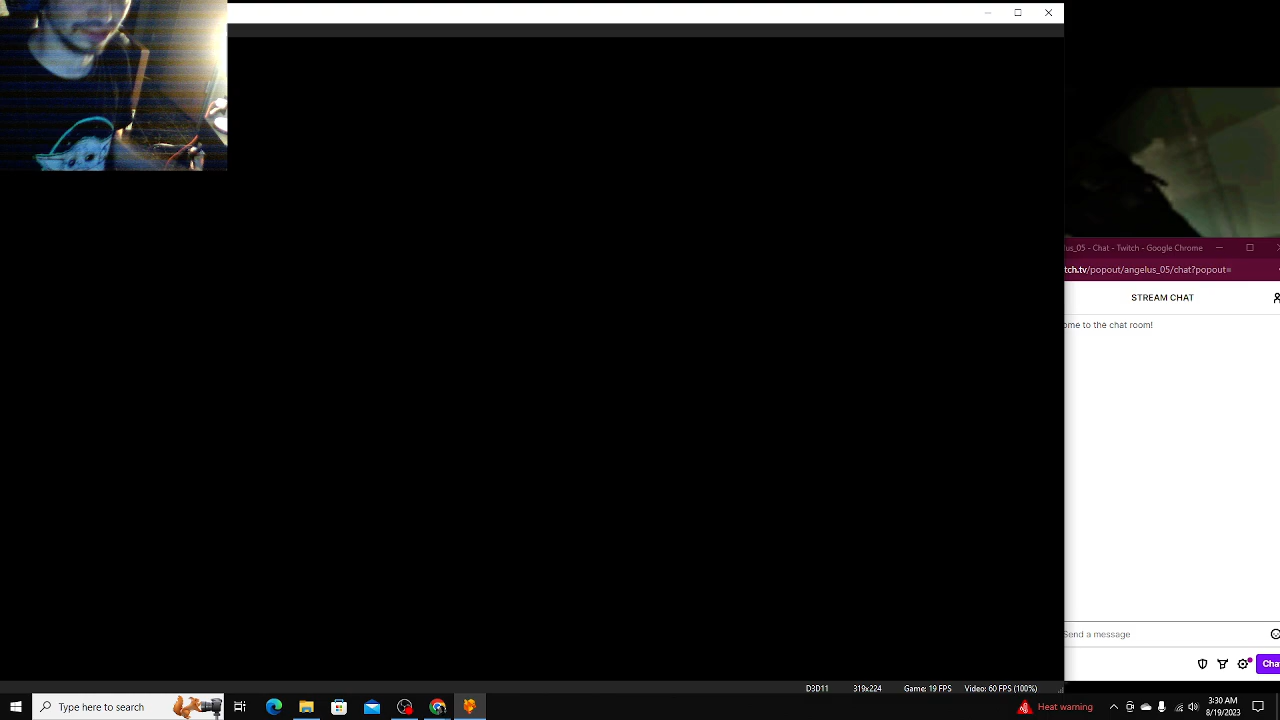 us_05 - Chat - Twitch - Google Chrome
tch.tv/popout/angelus_05/chat?popout=
STREAM CHAT
ome to the chat room!
Send a message
Cha
D3D11 319x224 Game: 19 FPS Video: 60 FPS (100%)
Type here to search
Heat warning
3:30 AM
8/19/2023